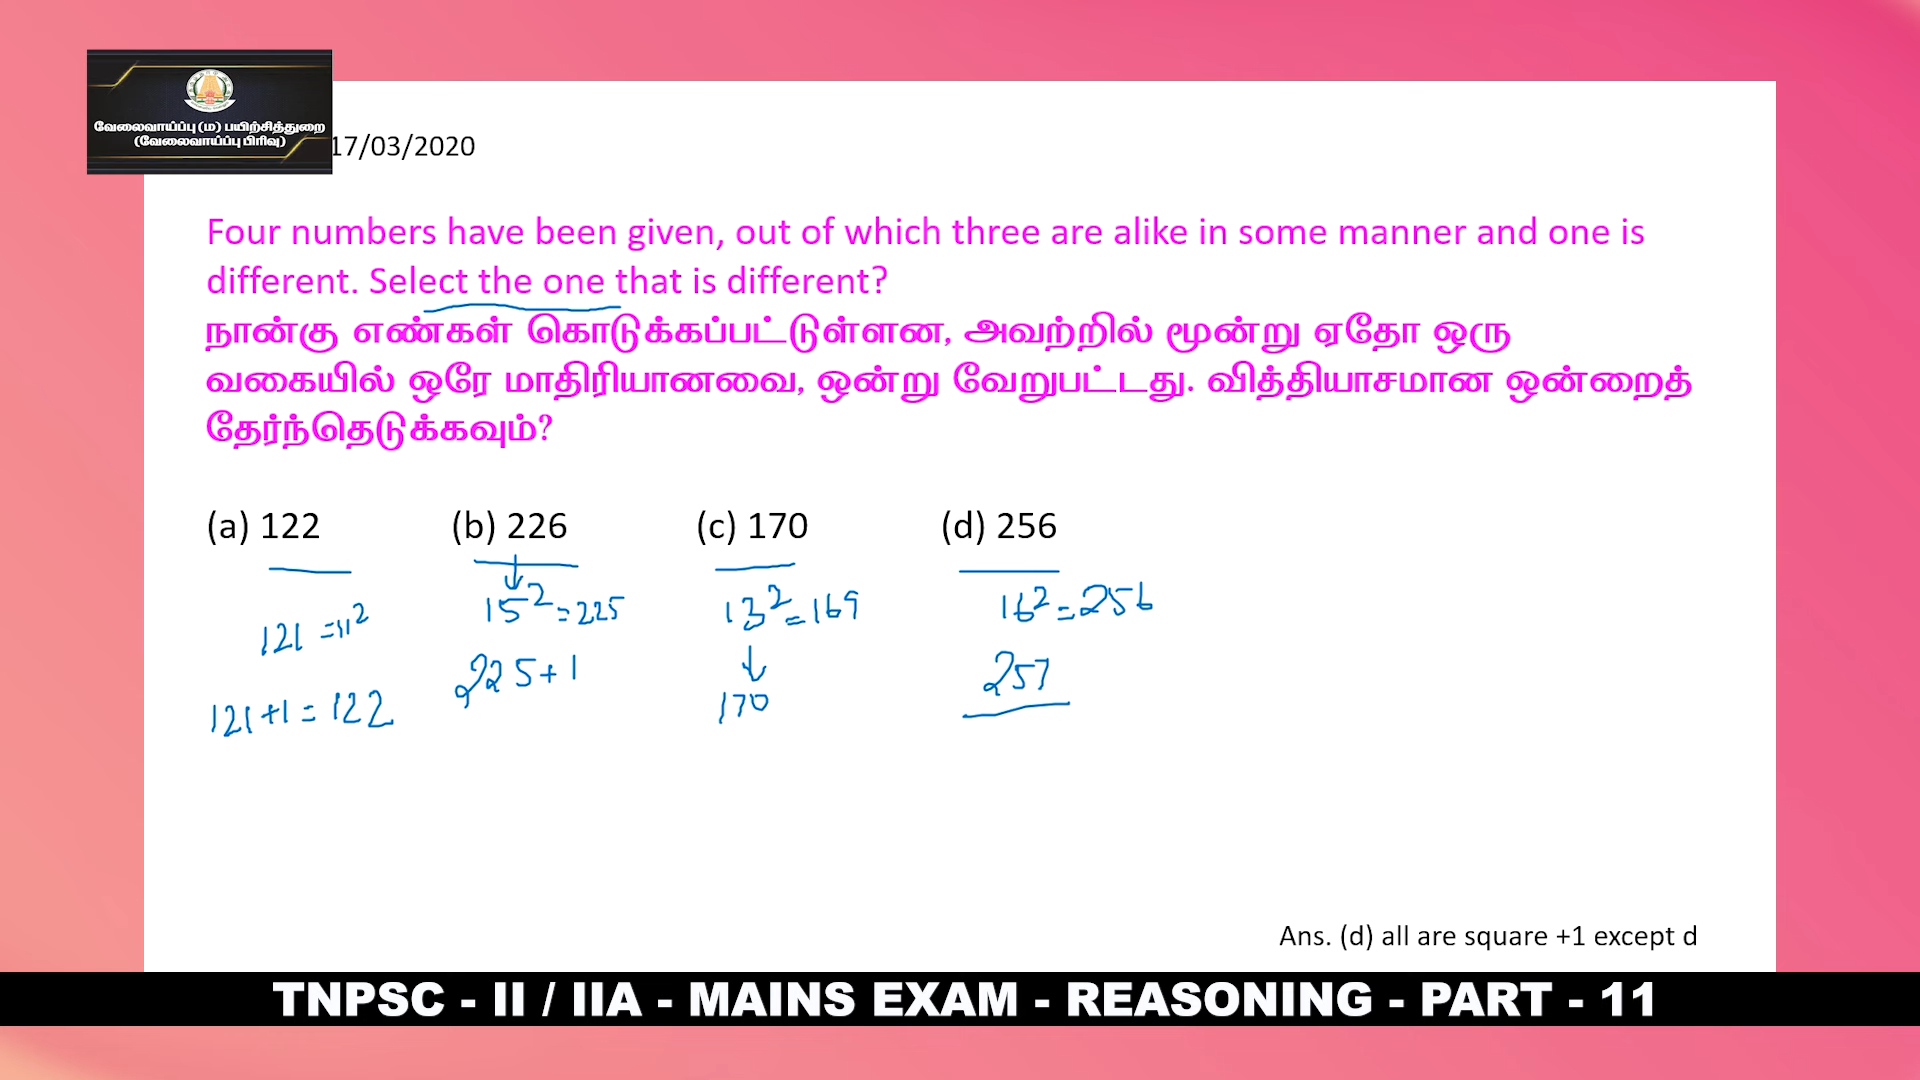 வேலைவாய்ப்பு (ம) பயிற்சித்துறை
(வேலைவாய்ப்பு பிரிவு)
17/03/2020
Four numbers have been given, out of which three are alike in some manner and one is
different. Select the one that is different?
நான்கு எண்கள் கொடுக்கப்பட்டுள்ளன, அவற்றில் மூன்று ஏதோ ஒரு
வகையில் ஒரே மாதிரியானவை, ஒன்று வேறுபட்டது. வித்தியாசமான ஒன்றைத்
தேர்ந்தெடுக்கவும்?
(a) 122 (b) 226 (c) 170 (d) 256
121 = 11² 15² = 225 13² = 169 16² = 256
121 + 1 = 122 225 + 1 170 257
Ans. (d) all are square +1 except d
TNPSC - II / IIA - MAINS EXAM - REASONING - PART - 11